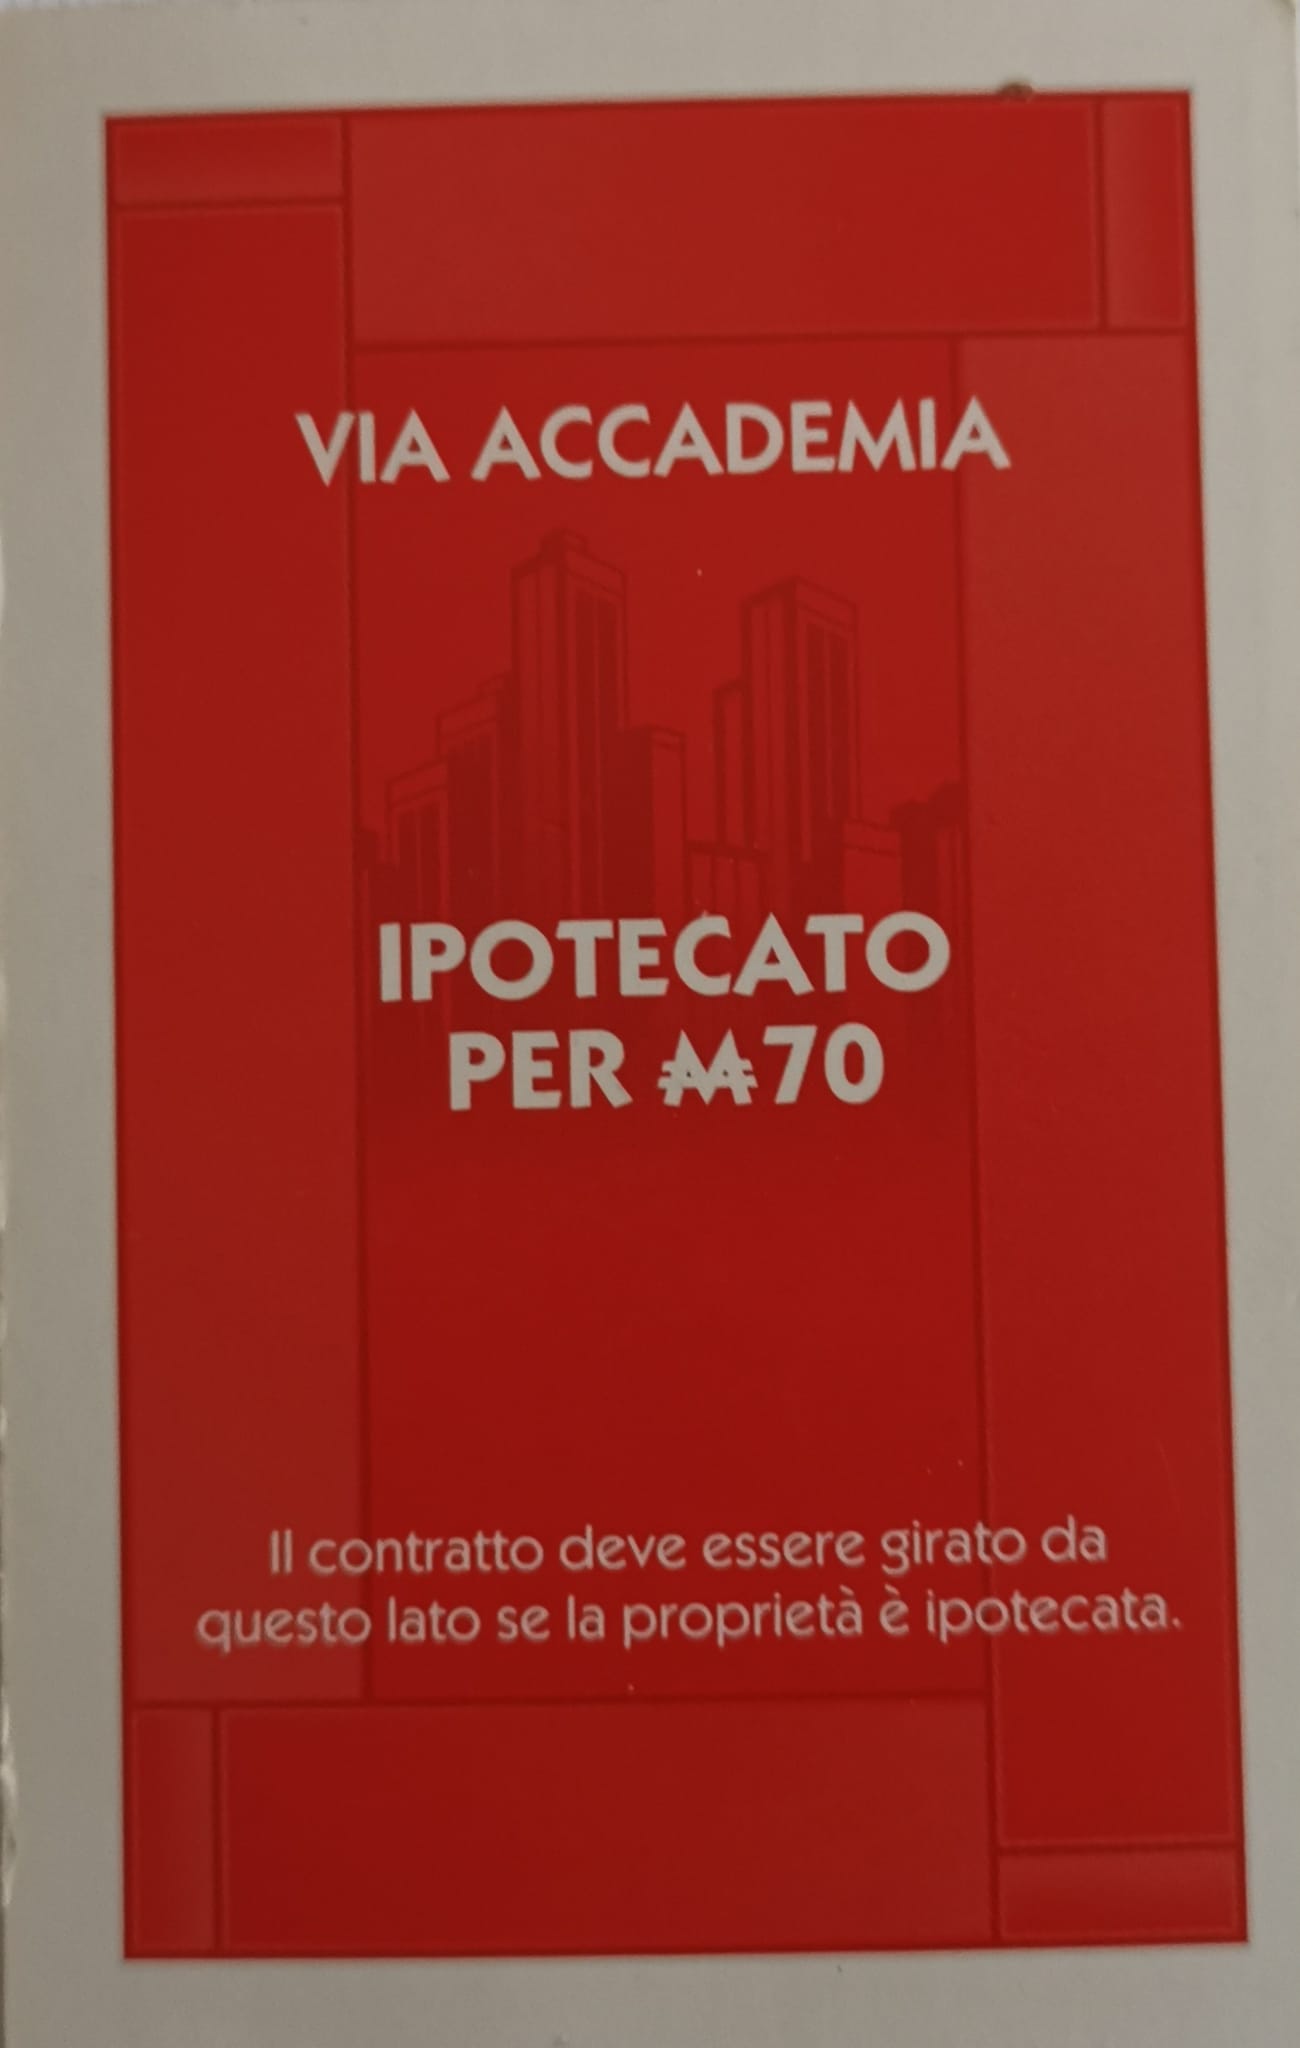 VIA ACCADEMIA
IPOTECATO
PER ₩70
Il contratto deve essere girato da
questo lato se la proprietà è ipotecata.